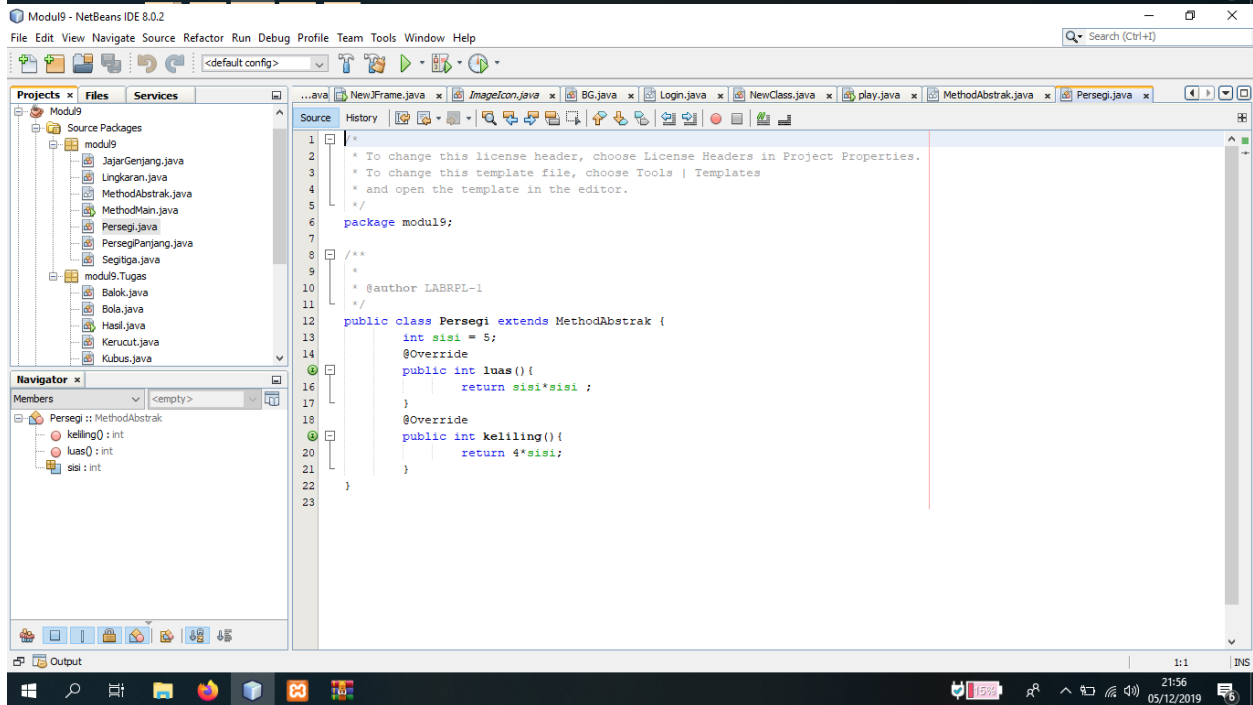 Modul9 - NetBeans IDE 8.0.2
File Edit View Navigate Source Refactor Run Debug Profile Team Tools Window Help
Search (Ctrl+I)
<default config>
Projects Files Services
...ava NewJFrame.java ImageIcon.java BG.java Login.java NewClass.java play.java MethodAbstrak.java Persegi.java
Source History
Modul9
Source Packages
modul9
JajarGenjang.java
Lingkaran.java
MethodAbstrak.java
MethodMain.java
Persegi.java
PersegiPanjang.java
Segitiga.java
modul9.Tugas
Balok.java
Bola.java
Hasil.java
Kerucut.java
Kubus.java
Navigator
Members <empty>
Persegi :: MethodAbstrak
keliling() : int
luas() : int
sisi : int
1 /*
2 * To change this license header, choose License Headers in Project Properties.
3 * To change this template file, choose Tools | Templates
4 * and open the template in the editor.
5 */
6 package modul9;
7
8 /**
9 *
10 * @author LABRPL-1
11 */
12 public class Persegi extends MethodAbstrak {
13 int sisi = 5;
14 @Override
public int luas(){
16 return sisi*sisi ;
17 }
18 @Override
public int keliling(){
20 return 4*sisi;
21 }
22 }
23
Output
1:1 INS
15%
21:56
05/12/2019
6